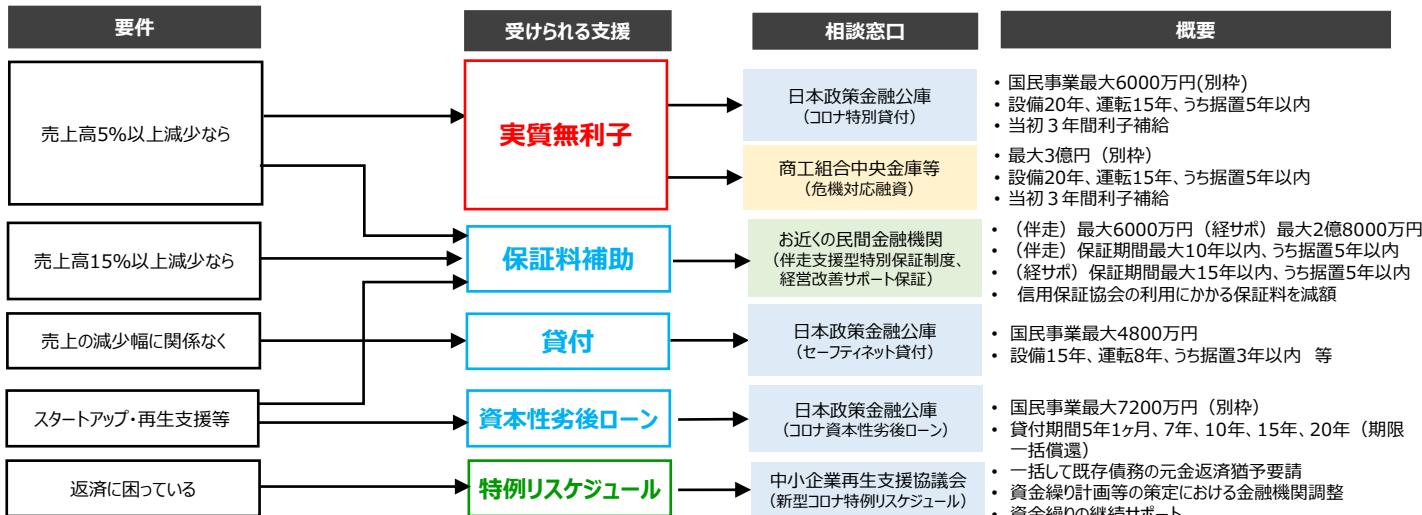 要件
受けられる支援
相談窓口
概要
売上高5%以上減少なら
実質無利子
日本政策金融公庫
（コロナ特別貸付）
• 国民事業最大6000万円(別枠)
• 設備20年、運転15年、うち据置5年以内
• 当初３年間利子補給
商工組合中央金庫等
（危機対応融資）
• 最大3億円（別枠）
• 設備20年、運転15年、うち据置5年以内
• 当初３年間利子補給
売上高15%以上減少なら
保証料補助
お近くの民間金融機関
（伴走支援型特別保証制度、
経営改善サポート保証）
• （伴走）最大6000万円（経サポ）最大2億8000万円
• （伴走）保証期間最大10年以内、うち据置5年以内
• （経サポ）保証期間最大15年以内、うち据置5年以内
• 信用保証協会の利用にかかる保証料を減額
売上の減少幅に関係なく
貸付
日本政策金融公庫
（セーフティネット貸付）
• 国民事業最大4800万円
• 設備15年、運転8年、うち据置3年以内　等
スタートアップ・再生支援等
資本性劣後ローン
日本政策金融公庫
（コロナ資本性劣後ローン）
• 国民事業最大7200万円（別枠）
• 貸付期間5年1ヶ月、7年、10年、15年、20年（期限
一括償還）
返済に困っている
特例リスケジュール
中小企業再生支援協議会
（新型コロナ特例リスケジュール）
• 一括して既存債務の元金返済猶予要請
• 資金繰り計画等の策定における金融機関調整
• 資金繰りの継続サポート